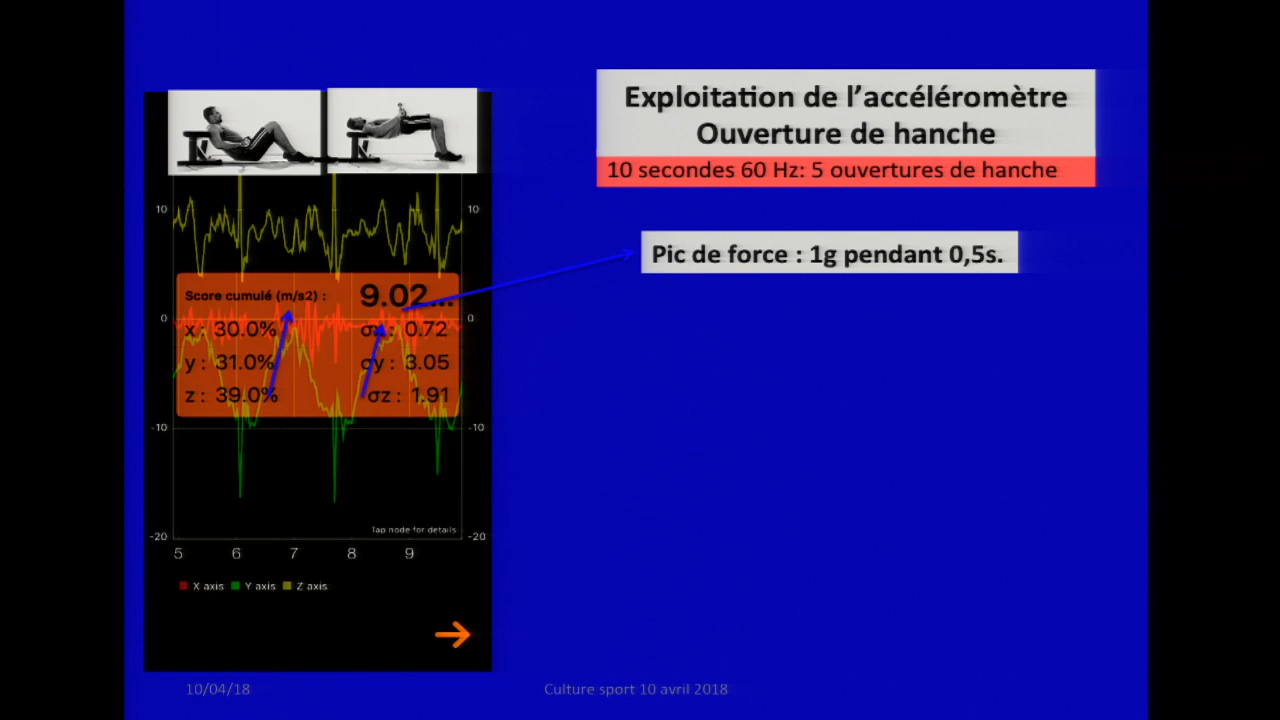 Exploitation de l'accéléromètre
Ouverture de hanche
10 secondes 60 Hz: 5 ouvertures de hanche
Pic de force : 1g pendant 0,5s.
10 10
Score cumulé (m/s2) : 9.02...
0 0
x : 30.0% σx : 0.72
y : 31.0% σy : 3.05
z : 39.0% σz : 1.91
-10 -10
Tap node for details
-20 -20
5 6 7 8 9
X axis Y axis Z axis
10/04/18 Culture sport 10 avril 2018